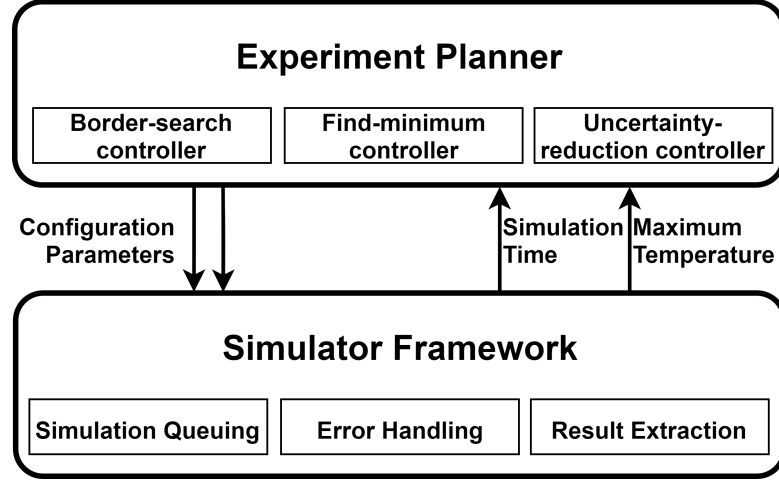 Experiment Planner
Border-search
controller
Find-minimum
controller
Uncertainty-
reduction controller
Configuration
Parameters
Simulation
Time
Maximum
Temperature
Simulator Framework
Simulation Queuing
Error Handling
Result Extraction